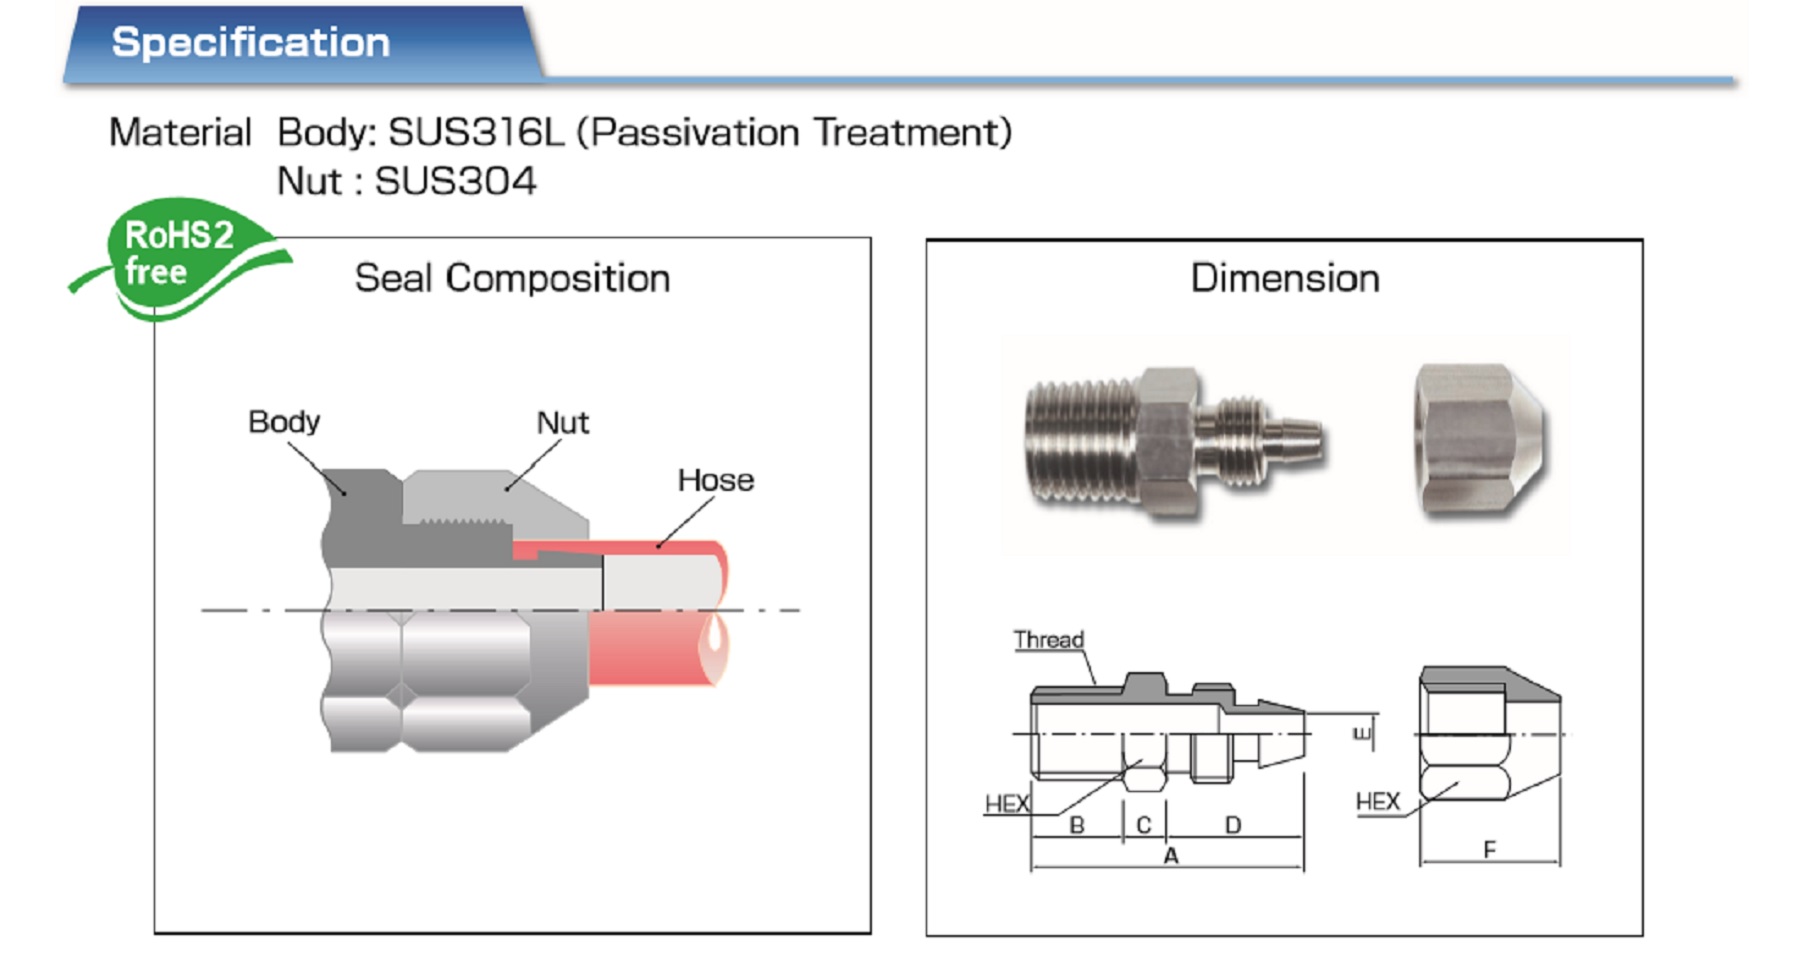 Specification
Material Body: SUS316L (Passivation Treatment)
Nut : SUS304
RoHS2
free
Seal Composition
Body
Nut
Hose
Dimension
Thread
E
HEX
B
C
D
A
HEX
F